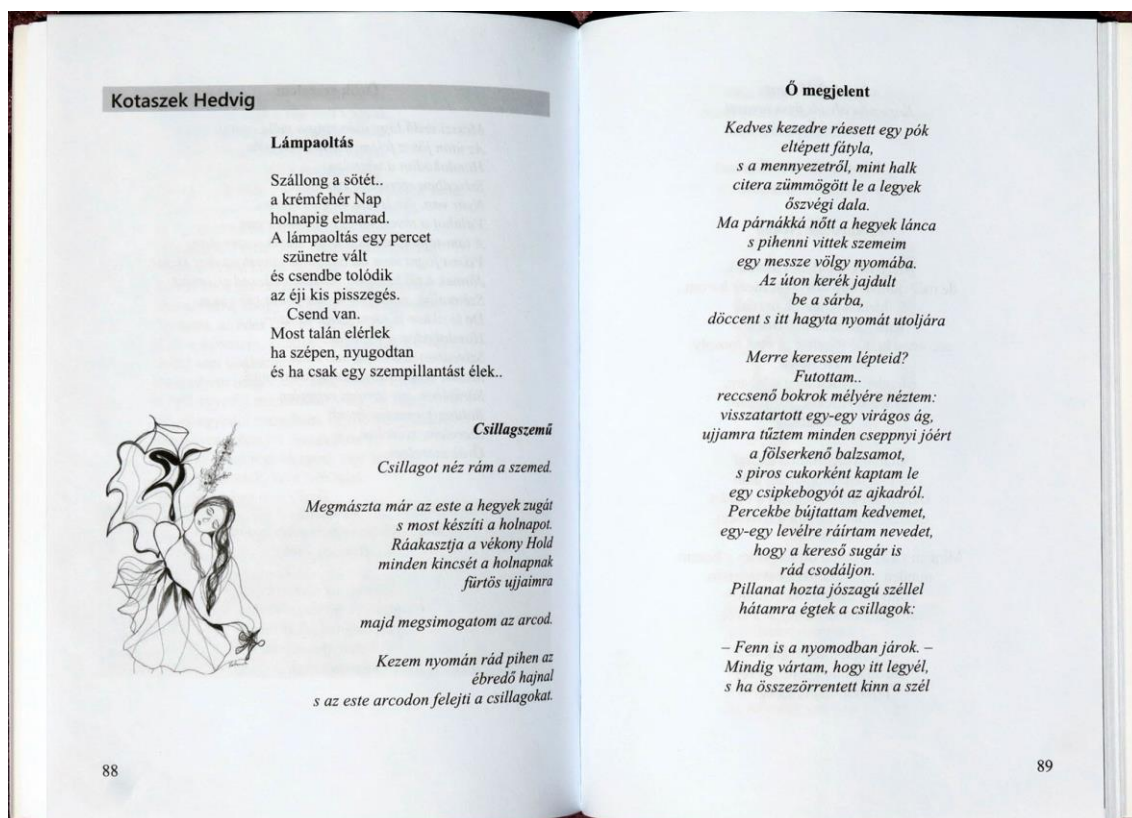 Kotaszek Hedvig
Lámpaoltás
Szállong a sötét..
a krémfehér Nap
holnapig elmarad.
A lámpaoltás egy percet
szünetre vált
és csendbe tolódik
az éji kis pisszegés.
Csend van.
Most talán elérlek
ha szépen, nyugodtan
és ha csak egy szempillantást élek..
Csillagszemű
Csillagot néz rám a szemed.
Megmászta már az este a hegyek zugát
s most készíti a holnapot.
Ráakasztja a vékony Hold
minden kincsét a holnapnak
fürtös ujjaimra
majd megsimogatom az arcod.
Kezem nyomán rád pihen az
ébredő hajnal
s az este arcodon felejti a csillagokat.
88
Ő megjelent
Kedves kezedre ráesett egy pók
eltépett fátyla,
s a mennyezetről, mint halk
citera zümmögött le a legyek
őszvégi dala.
Ma párnákká nőtt a hegyek lánca
s pihenni vittek szemeim
egy messze völgy nyomába.
Az úton kerék jajdult
be a sárba,
döccent s itt hagyta nyomát utoljára
Merre keressem lépteid?
Futottam..
reccsenő bokrok mélyére néztem:
visszatartott egy-egy virágos ág,
ujjamra tűztem minden cseppnyi jóért
a fölserkenő balzsamot,
s piros cukorként kaptam le
egy csipkebogyót az ajkadról.
Percekbe bújtattam kedvemet,
egy-egy levélre ráírtam nevedet,
hogy a kereső sugár is
rád csodáljon.
Pillanat hozta jószagú széllel
hátamra égtek a csillagok:
– Fenn is a nyomodban járok. –
Mindig vártam, hogy itt legyél,
s ha összezörrentett kinn a szél
89